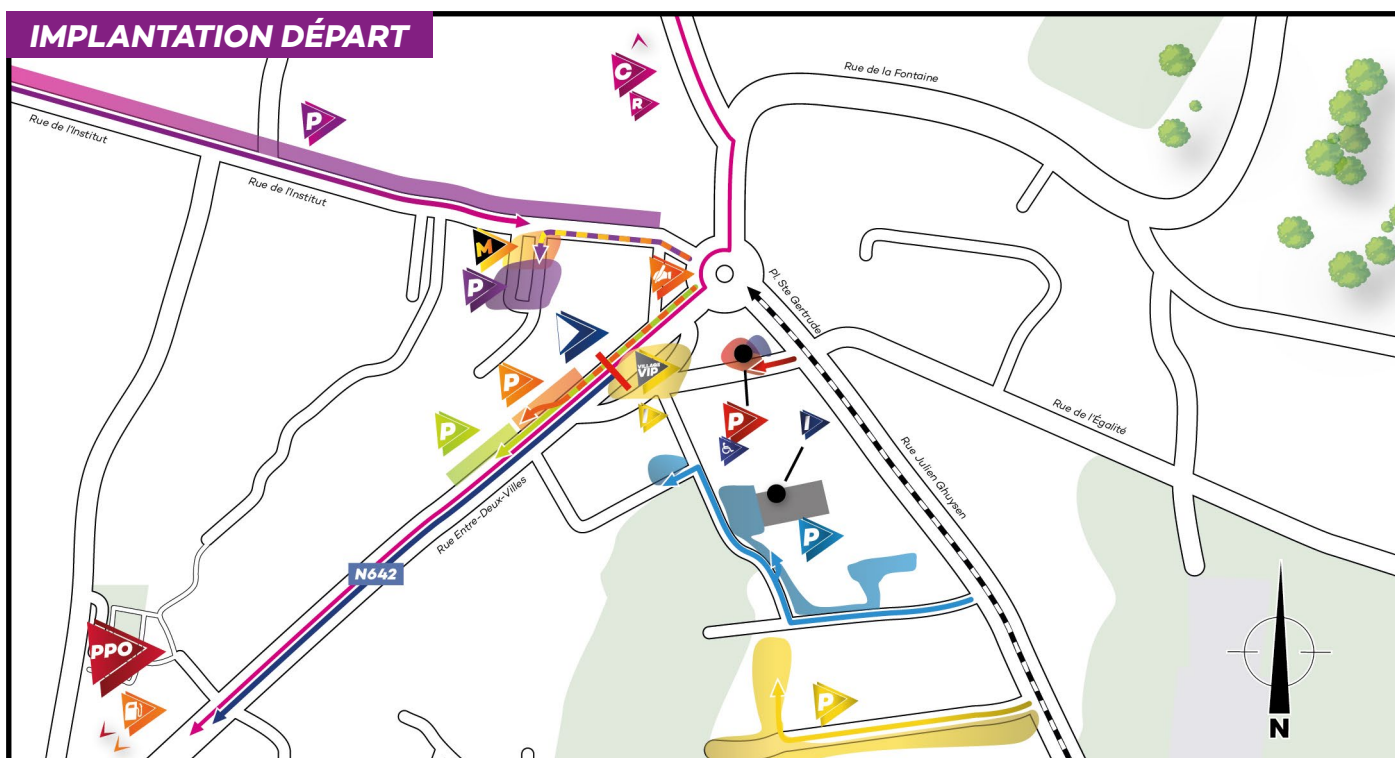 IMPLANTATION DÉPART
Rue de l'Institut
P
Rue de l'Institut
C
R
Rue de la Fontaine
M
P
Pl. Ste Gertrude
VILLAGE
VIP
P
P
i
P
I
Rue de l'Égalité
Rue Julien Ghuysen
Rue Entre-Deux-Villes
P
N642
PPO
P
N